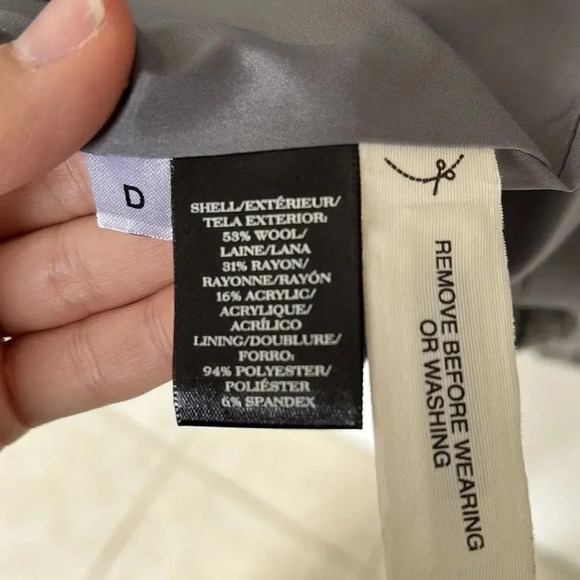 D
SHELL/EXTÉRIEUR/
TELA EXTERIOR:
53% WOOL/
LAINE/LANA
31% RAYON/
RAYONNE/RAYÓN
16% ACRYLIC/
ACRYLIQUE/
ACRÍLICO
LINING/DOUBLURE/
FORRO:
94% POLYESTER/
POLIÉSTER
6% SPANDEX
REMOVE BEFORE WEARING
OR WASHING